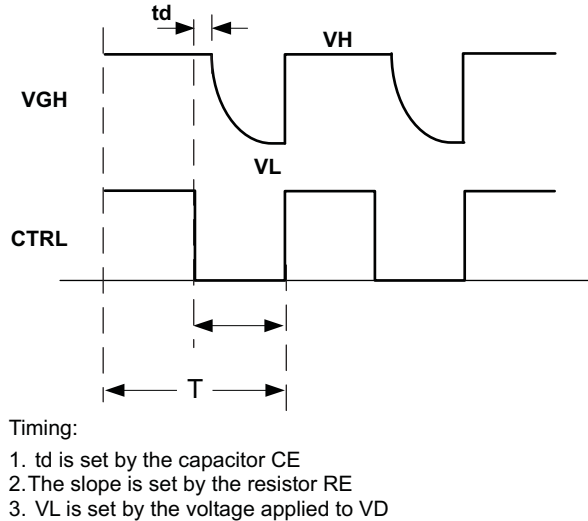 td
VH
VGH
VL
CTRL
T
Timing:
1. td is set by the capacitor CE
2.The slope is set by the resistor RE
3. VL is set by the voltage applied to VD